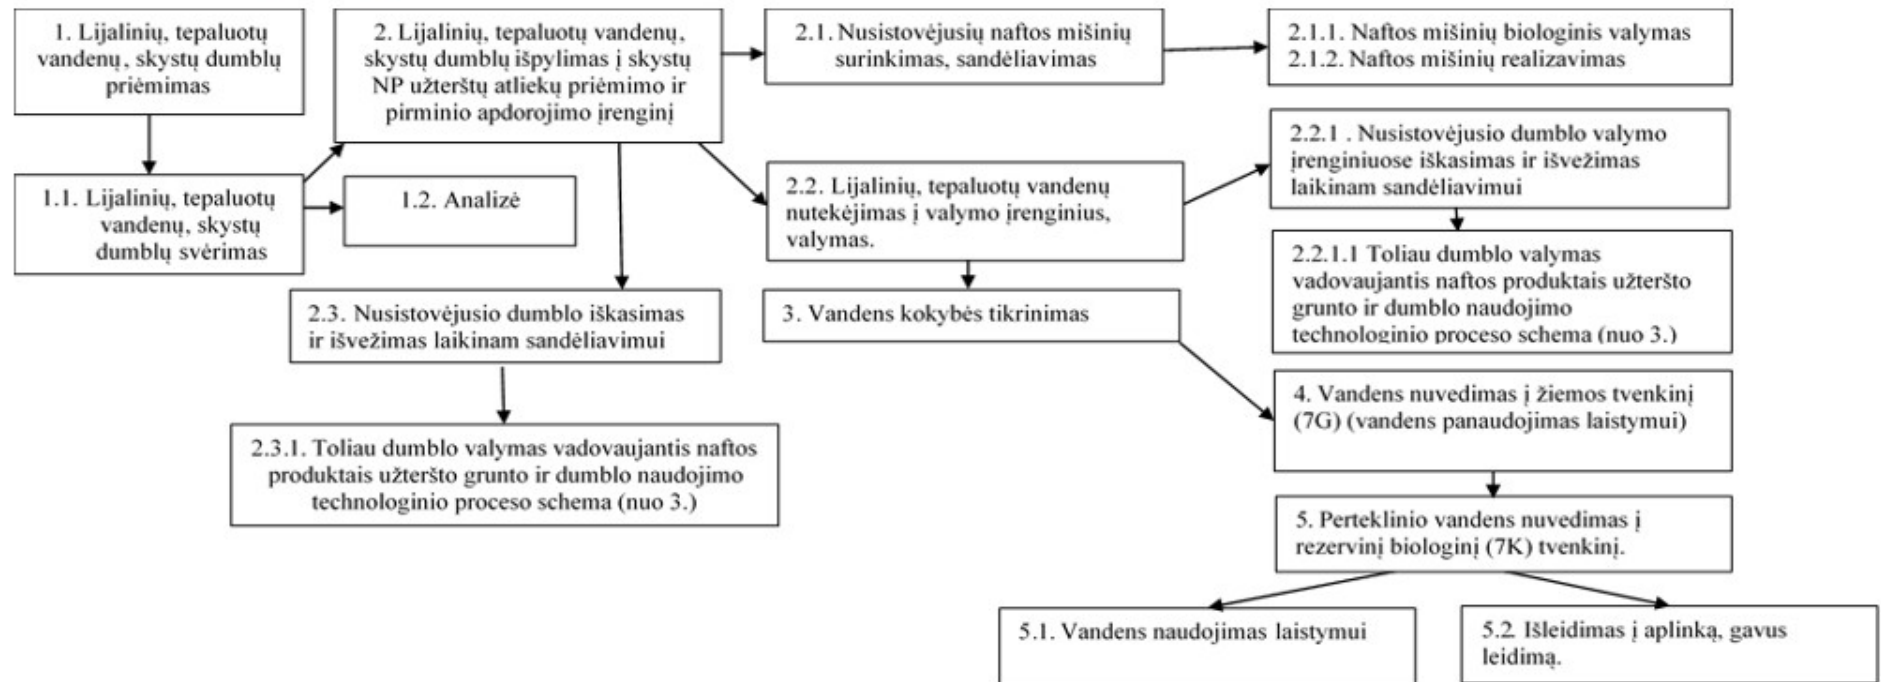 1. Lijalinių, tepaluotų
vandenų, skystų dumblų
priėmimas
2. Lijalinių, tepaluotų vandenų,
skystų dumblų išpylimas į skystų
NP užterštų atliekų priėmimo ir
pirminio apdorojimo įrenginį
2.1. Nusistovėjusių naftos mišinių
surinkimas, sandėliavimas
2.1.1. Naftos mišinių biologinis valymas
2.1.2. Naftos mišinių realizavimas
1.1. Lijalinių, tepaluotų
vandenų, skystų
dumblų svėrimas
1.2. Analizė
2.2. Lijalinių, tepaluotų vandenų
nutekėjimas į valymo įrenginius,
valymas.
2.2.1 . Nusistovėjusio dumblo valymo
įrenginiuose iškasimas ir išvežimas
laikinam sandėliavimui
2.2.1.1 Toliau dumblo valymas
vadovaujantis naftos produktais užteršto
grunto ir dumblo naudojimo
technologinio proceso schema (nuo 3.)
2.3. Nusistovėjusio dumblo iškasimas
ir išvežimas laikinam sandėliavimui
3. Vandens kokybės tikrinimas
2.3.1. Toliau dumblo valymas vadovaujantis naftos
produktais užteršto grunto ir dumblo naudojimo
technologinio proceso schema (nuo 3.)
4. Vandens nuvedimas į žiemos tvenkinį
(7G) (vandens panaudojimas laistymui)
5. Perteklinio vandens nuvedimas į
rezervinį biologinį (7K) tvenkinį.
5.1. Vandens naudojimas laistymui
5.2 Išleidimas į aplinką, gavus
leidimą.